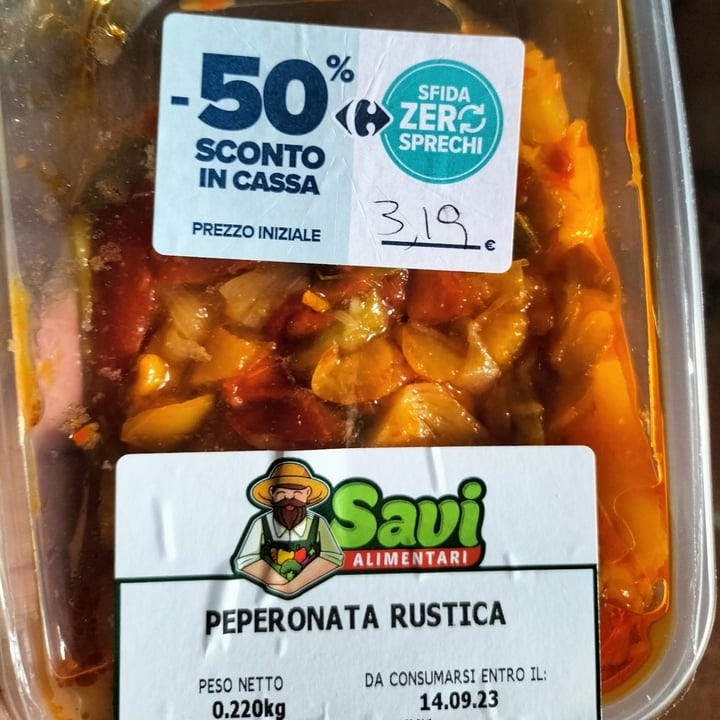 -50%
SCONTO
IN CASSA
PREZZO INIZIALE
SFIDA
ZERO
SPRECHI
3,19 €
Savi
ALIMENTARI
PEPERONATA RUSTICA
PESO NETTO
0.220kg
DA CONSUMARSI ENTRO IL:
14.09.23